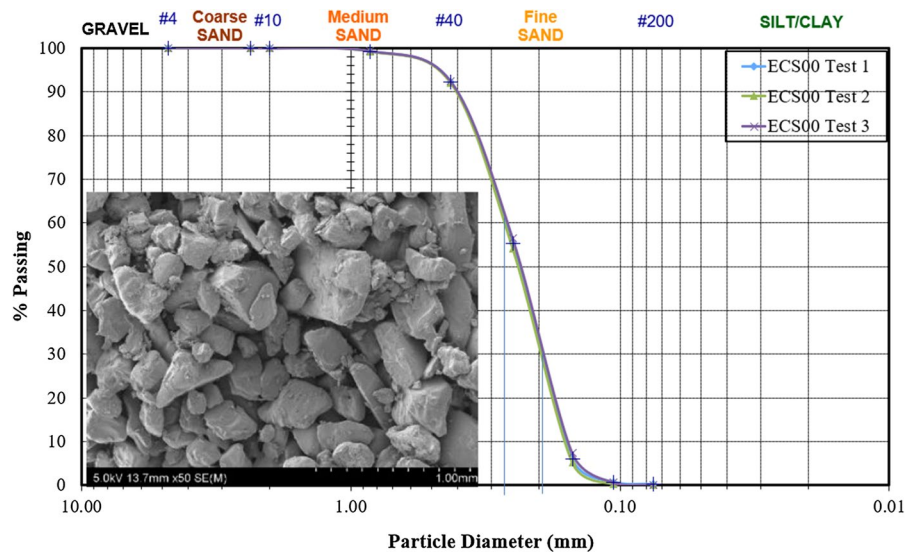 GRAVEL #4 Coarse SAND #10 Medium SAND #40 Fine SAND #200 SILT/CLAY
ECS00 Test 1
ECS00 Test 2
ECS00 Test 3
100
90
80
70
60
50
40
30
20
10
0
% Passing
5.0kV 13.7mm x50 SE(M) 1.00mm
10.00 1.00 0.10 0.01
Particle Diameter (mm)